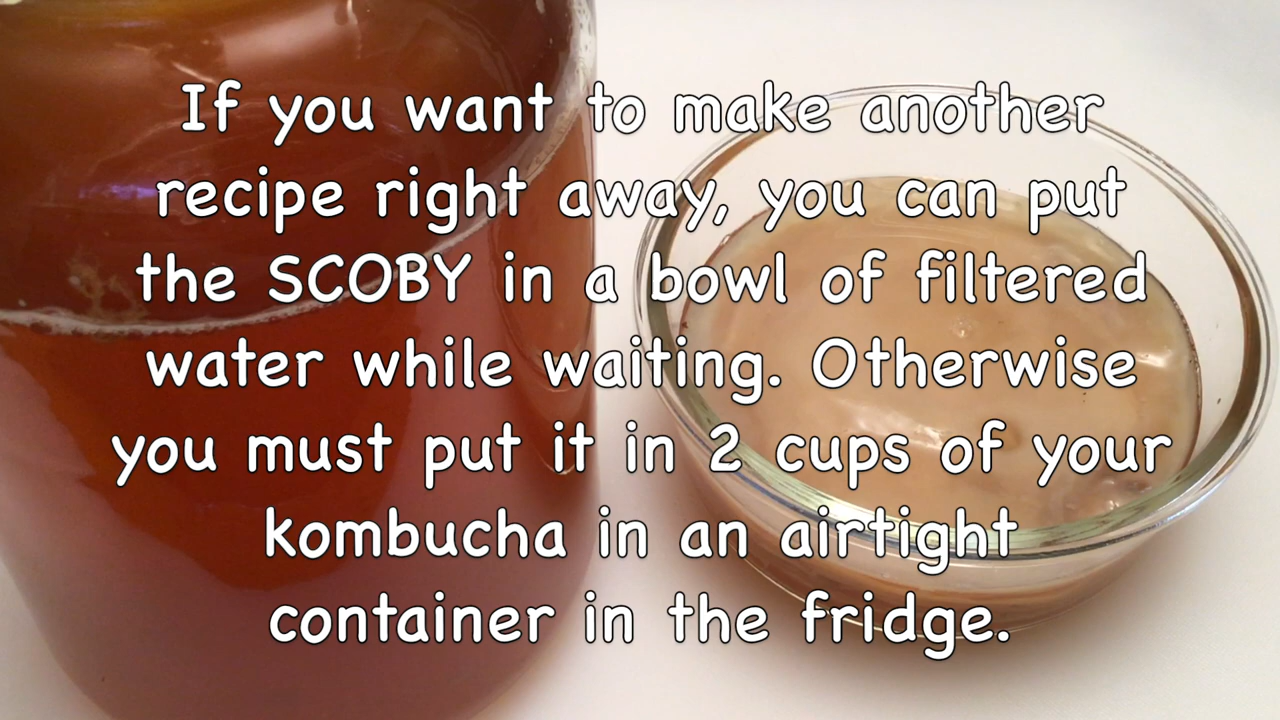 If you want to make another
recipe right away, you can put
the SCOBY in a bowl of filtered
water while waiting. Otherwise
you must put it in 2 cups of your
kombucha in an airtight
container in the fridge.